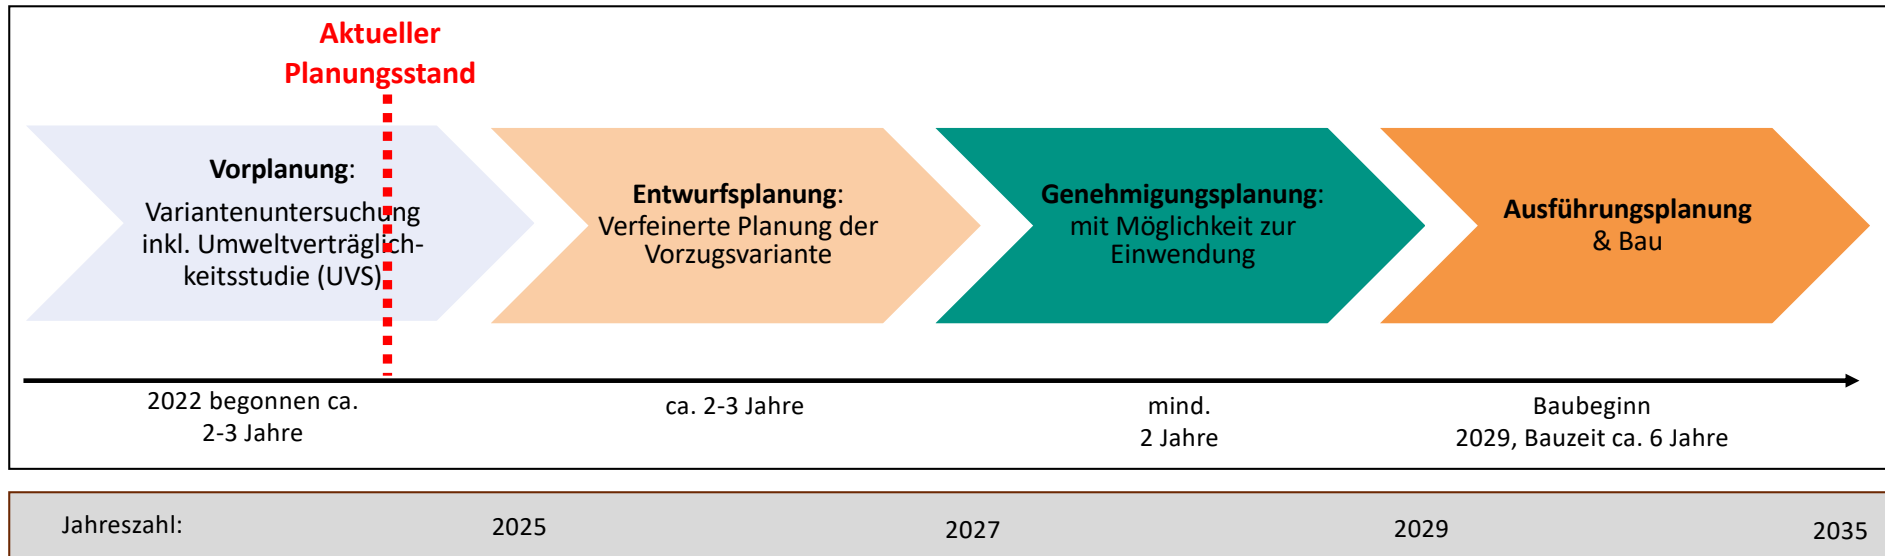 Aktueller
Planungsstand
Vorplanung:
Variantenuntersuchung
inkl. Umweltverträglich-
keitsstudie (UVS)
Entwurfsplanung:
Verfeinerte Planung der
Vorzugsvariante
Genehmigungsplanung:
mit Möglichkeit zur
Einwendung
Ausführungsplanung
& Bau
2022 begonnen ca.
2-3 Jahre
ca. 2-3 Jahre
mind.
2 Jahre
Baubeginn
2029, Bauzeit ca. 6 Jahre
Jahreszahl: 2025 2027 2029 2035